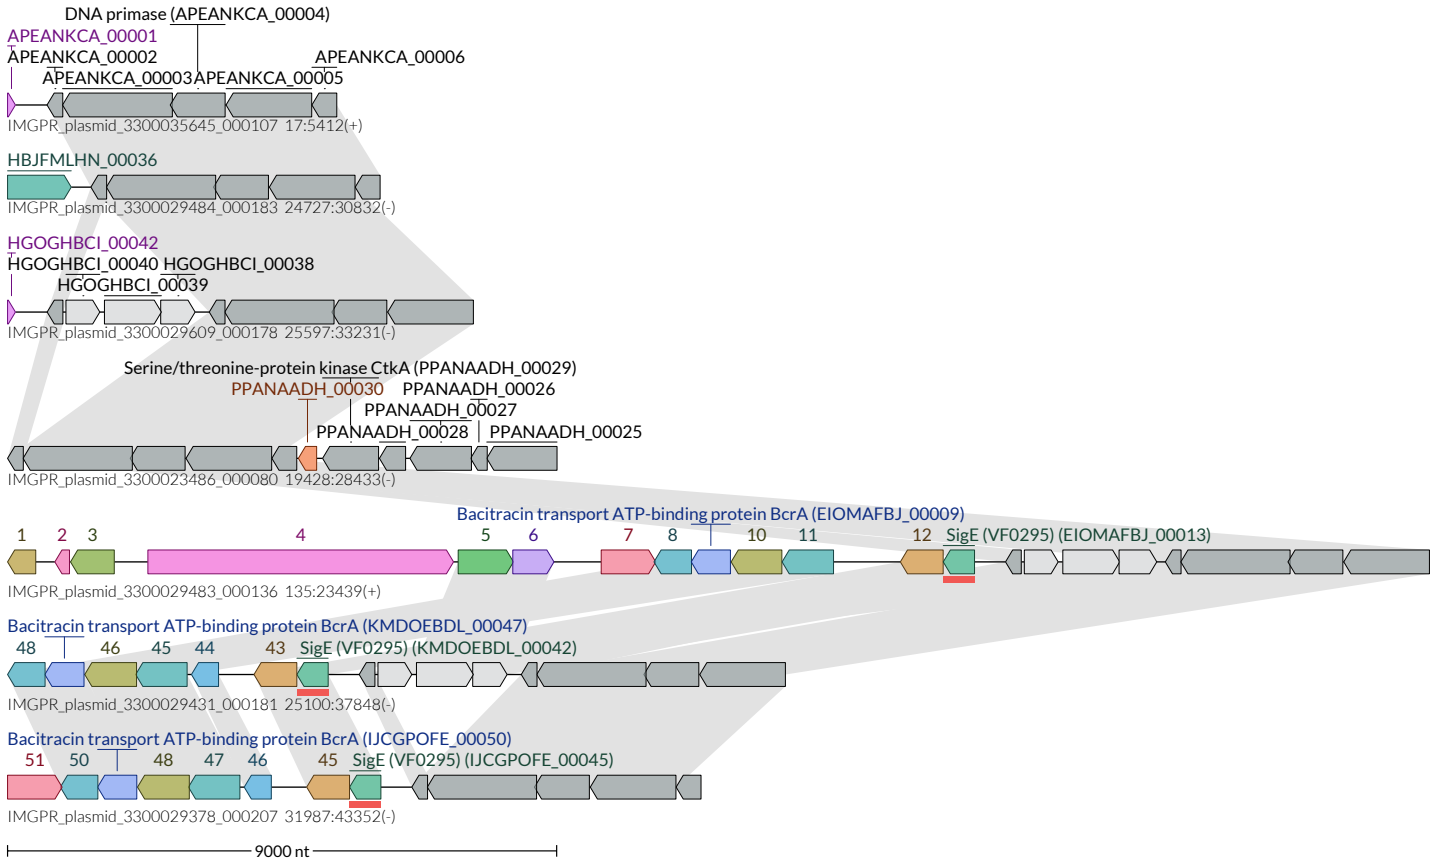 DNA primase (APEANKCA_00004)
APEANKCA_00001
APEANKCA_00002 APEANKCA_00006
APEANKCA_00003 APEANKCA_00005
IMGPR_plasmid_3300035645_000107 17:5412(+)
HBJFMLHN_00036
IMGPR_plasmid_3300029484_000183 24727:30832(-)
HGOGHBCI_00042
HGOGHBCI_00040 HGOGHBCI_00038
HGOGHBCI_00039
IMGPR_plasmid_3300029609_000178 25597:33231(-)
Serine/threonine-protein kinase CtkA (PPANAADH_00029)
PPANAADH_00030 PPANAADH_00026
PPANAADH_00027
PPANAADH_00028 PPANAADH_00025
IMGPR_plasmid_3300023486_000080 19428:28433(-)
Bacitracin transport ATP-binding protein BcrA (EIOMAFBJ_00009)
1 2 3 4 5 6 7 8 10 11 12 SigE (VF0295) (EIOMAFBJ_00013)
IMGPR_plasmid_3300029483_000136 135:23439(+)
Bacitracin transport ATP-binding protein BcrA (KMDOEBDL_00047)
48 46 45 44 43 SigE (VF0295) (KMDOEBDL_00042)
IMGPR_plasmid_3300029431_000181 25100:37848(-)
Bacitracin transport ATP-binding protein BcrA (IJCGPOFE_00050)
51 50 48 47 46 45 SigE (VF0295) (IJCGPOFE_00045)
IMGPR_plasmid_3300029378_000207 31987:43352(-)
9000 nt